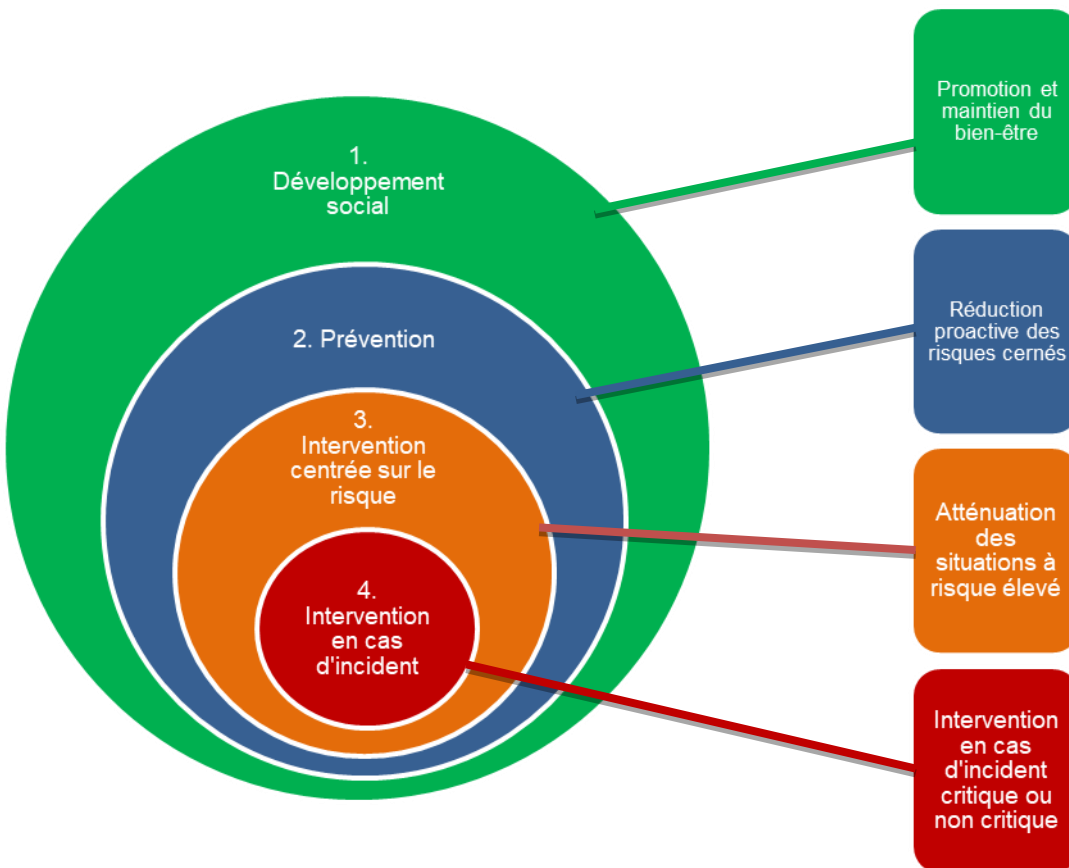 1.
Développement
social
2. Prévention
3.
Intervention
centrée sur le
risque
4.
Intervention
en cas
d'incident
Promotion et
maintien du
bien-être
Réduction
proactive des
risques cernés
Atténuation
des
situations à
risque élevé
Intervention
en cas
d'incident
critique ou
non critique